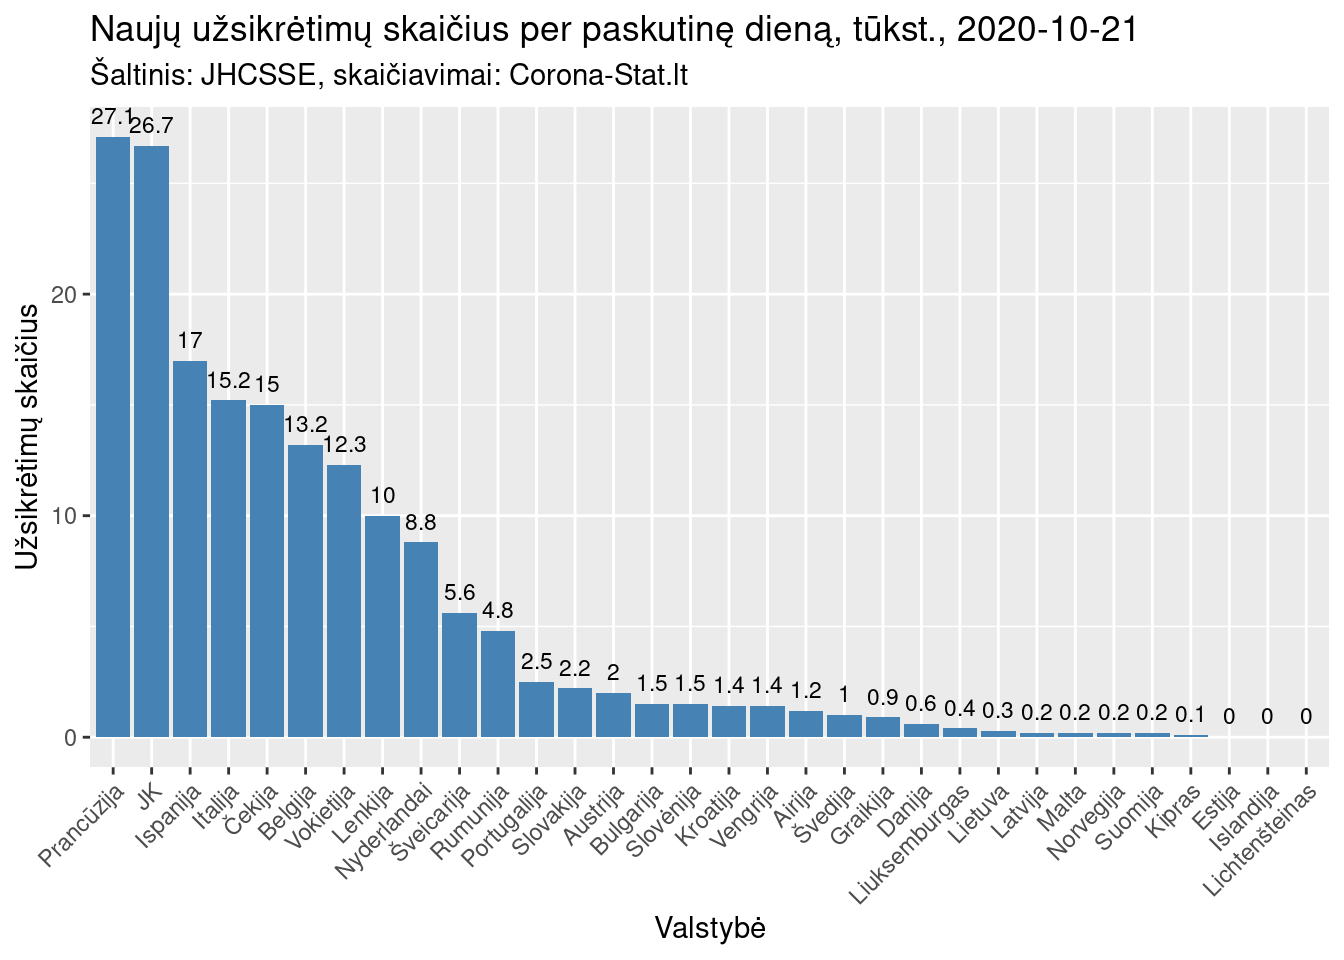 Naujų užsikrėtimų skaičius per paskutinę dieną, tūkst., 2020-10-21
Šaltinis: JHCSSE, skaičiavimai: Corona-Stat.lt
Užsikrėtimų skaičius
20
10
0
27.1
26.7
17
15.2
15
13.2
12.3
10
8.8
5.6
4.8
2.5
2.2
2
1.5
1.5
1.4
1.4
1.2
1
0.9
0.6
0.4
0.3
0.2
0.2
0.2
0.2
0.1
0
0
0
Prancūzija
JK
Ispanija
Italija
Čekija
Belgija
Vokietija
Lenkija
Nyderlandai
Šveicarija
Rumunija
Portugalija
Slovakija
Austrija
Bulgarija
Slovėnija
Kroatija
Vengrija
Airija
Švedija
Graikija
Danija
Liuksemburgas
Lietuva
Latvija
Malta
Norvegija
Suomija
Kipras
Estija
Islandija
Lichtenšteinas
Valstybė